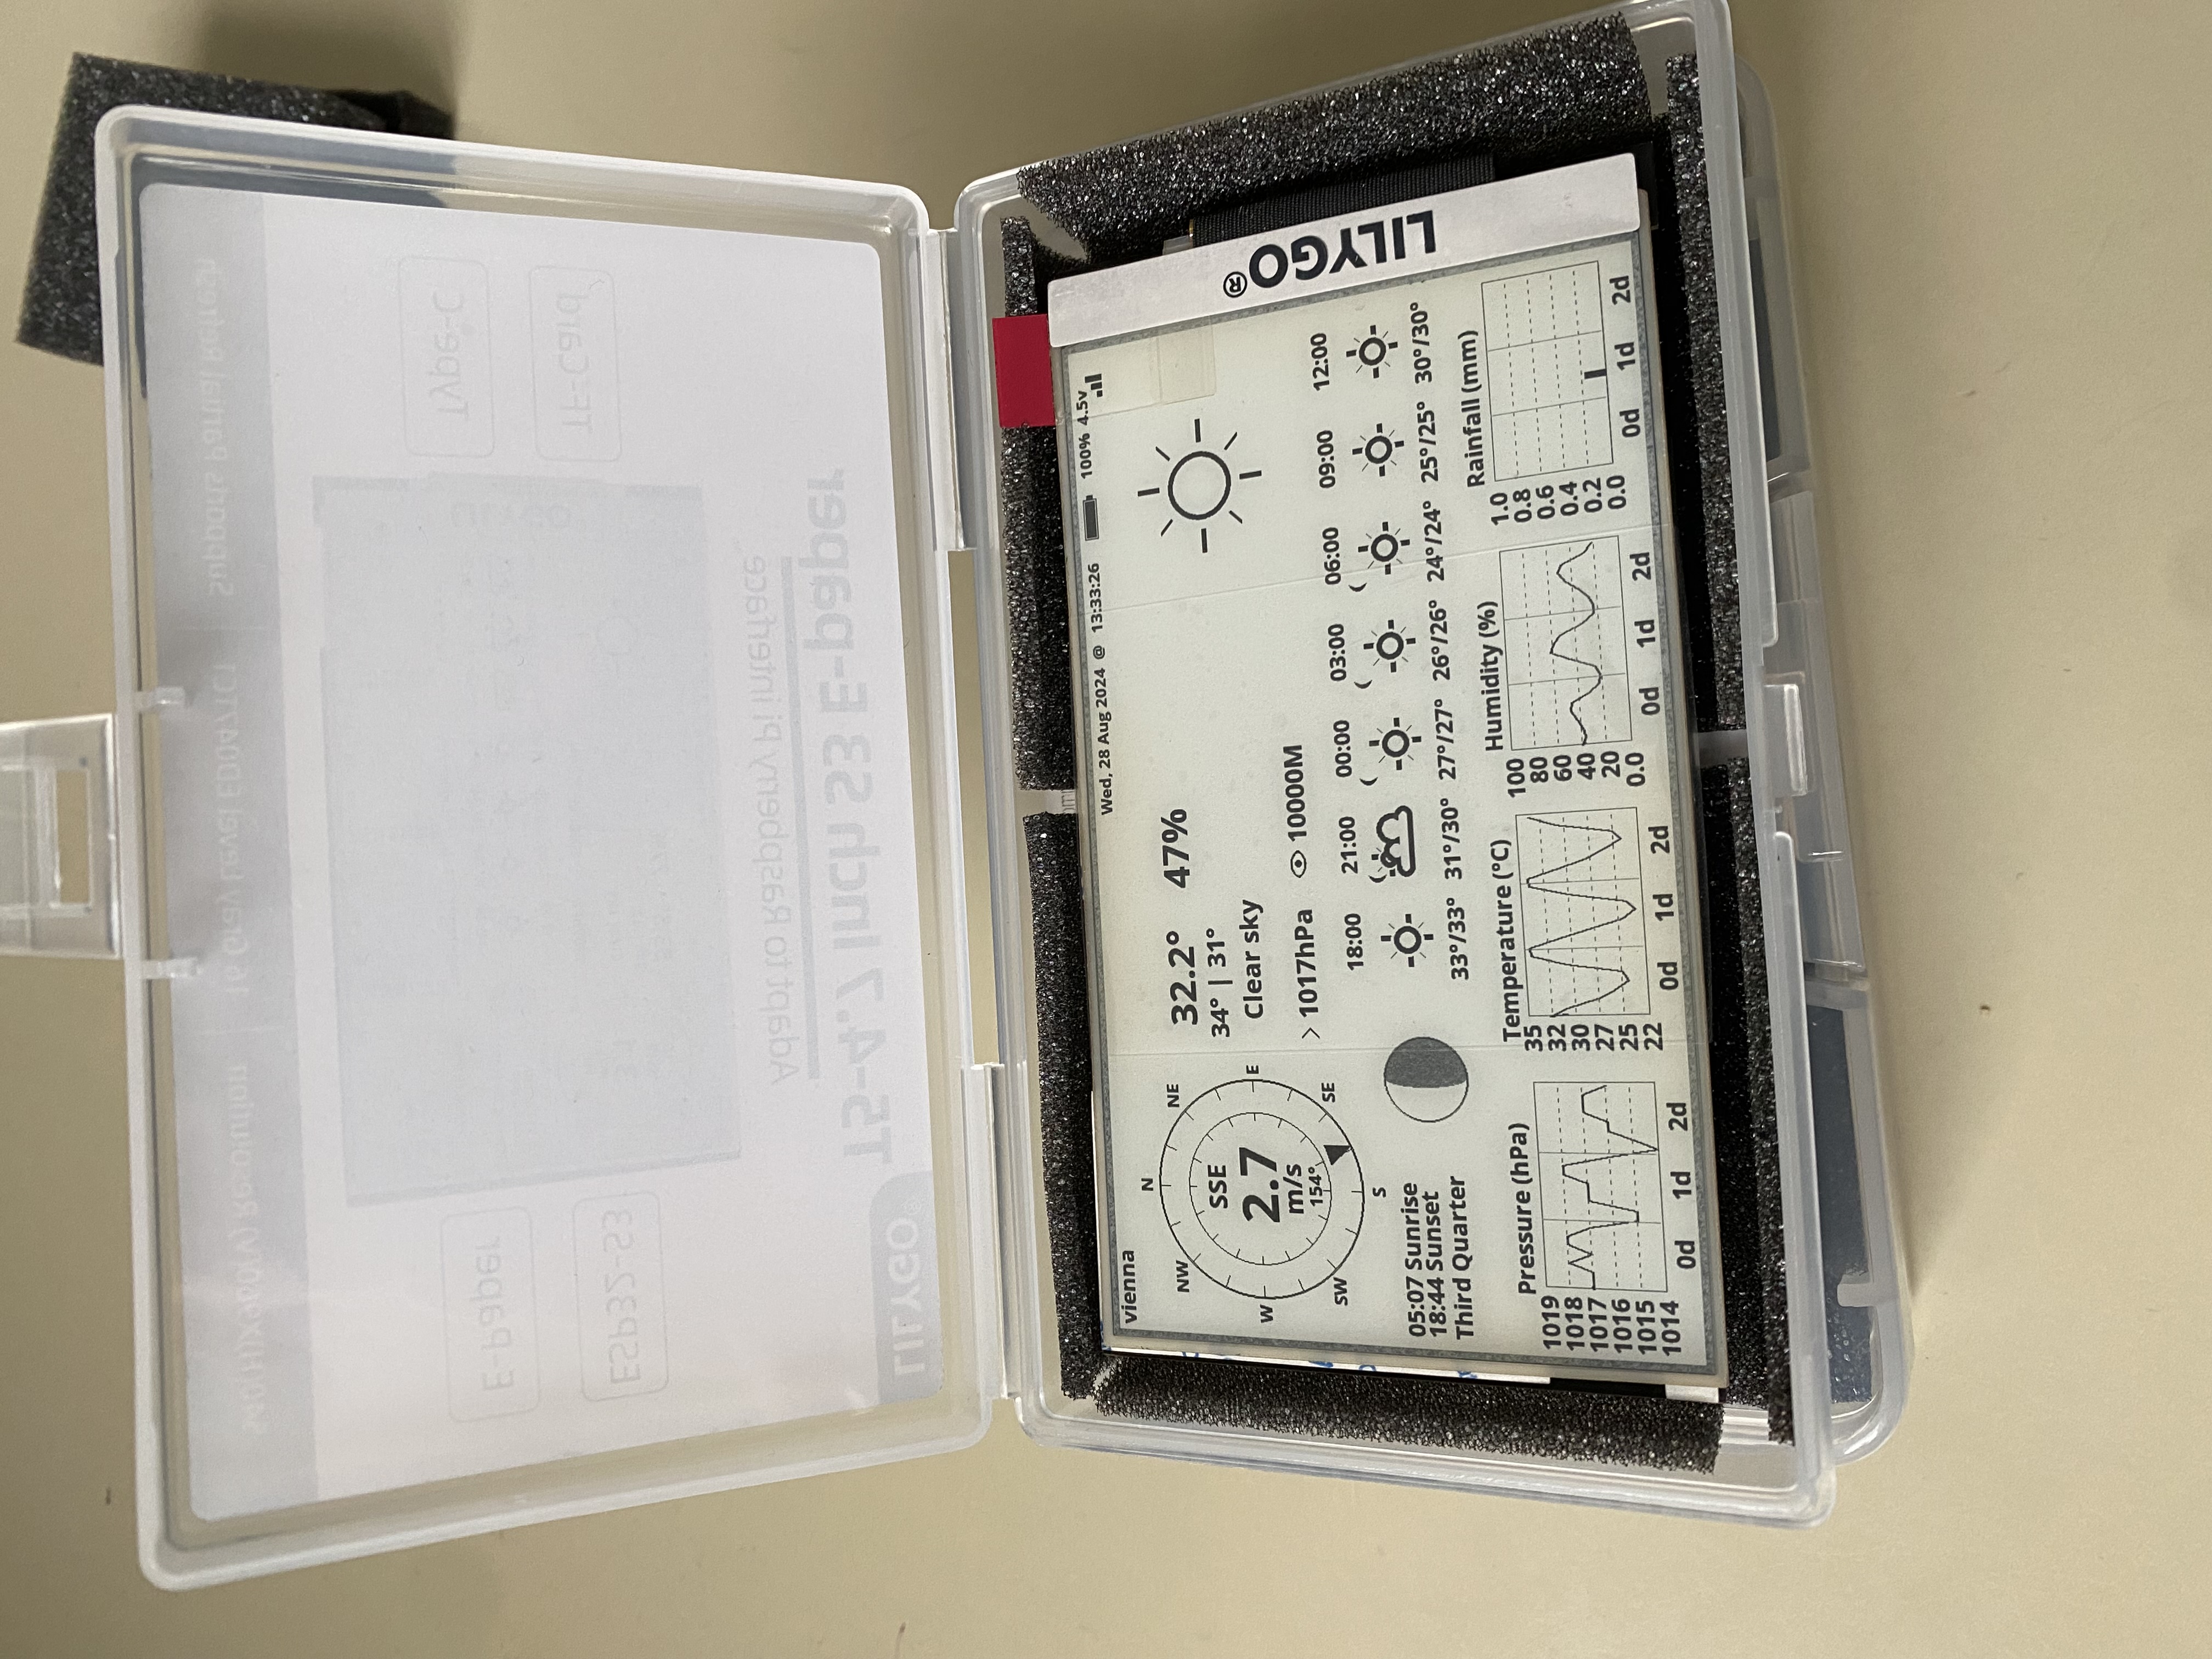 540(H)X960(V) Resolution
16 Gray Level ED047TC1
Supports Partial Refresh
E-Paper
Type-C
ESP32-S3
TF-Card
Adapt to Raspberry Pi interface
T5-4.7 Inch S3 E-paper
LILYGO®
Wed, 28 Aug 2024 @ 13:33:26
100% 4.5v
vienna
N
NW
NE
SSE
2.7
m/s
154°
W
E
SW
SE
S
32.2° 47%
34° | 31°
Clear sky
1017hPa
10000M
18:00 21:00 00:00 03:00 06:00 09:00 12:00
33°/33° 31°/30° 27°/27° 26°/26° 24°/24° 25°/25° 30°/30°
05:07 Sunrise
18:44 Sunset
Third Quarter
Pressure (hPa)
1019
1018
1017
1016
1015
1014
0d 1d 2d
Temperature (°C)
35
32
30
27
25
22
0d 1d 2d
Humidity (%)
100
80
60
40
20
0.0
0d 1d 2d
Rainfall (mm)
1.0
0.8
0.6
0.4
0.2
0.0
0d 1d 2d
LILYGO®